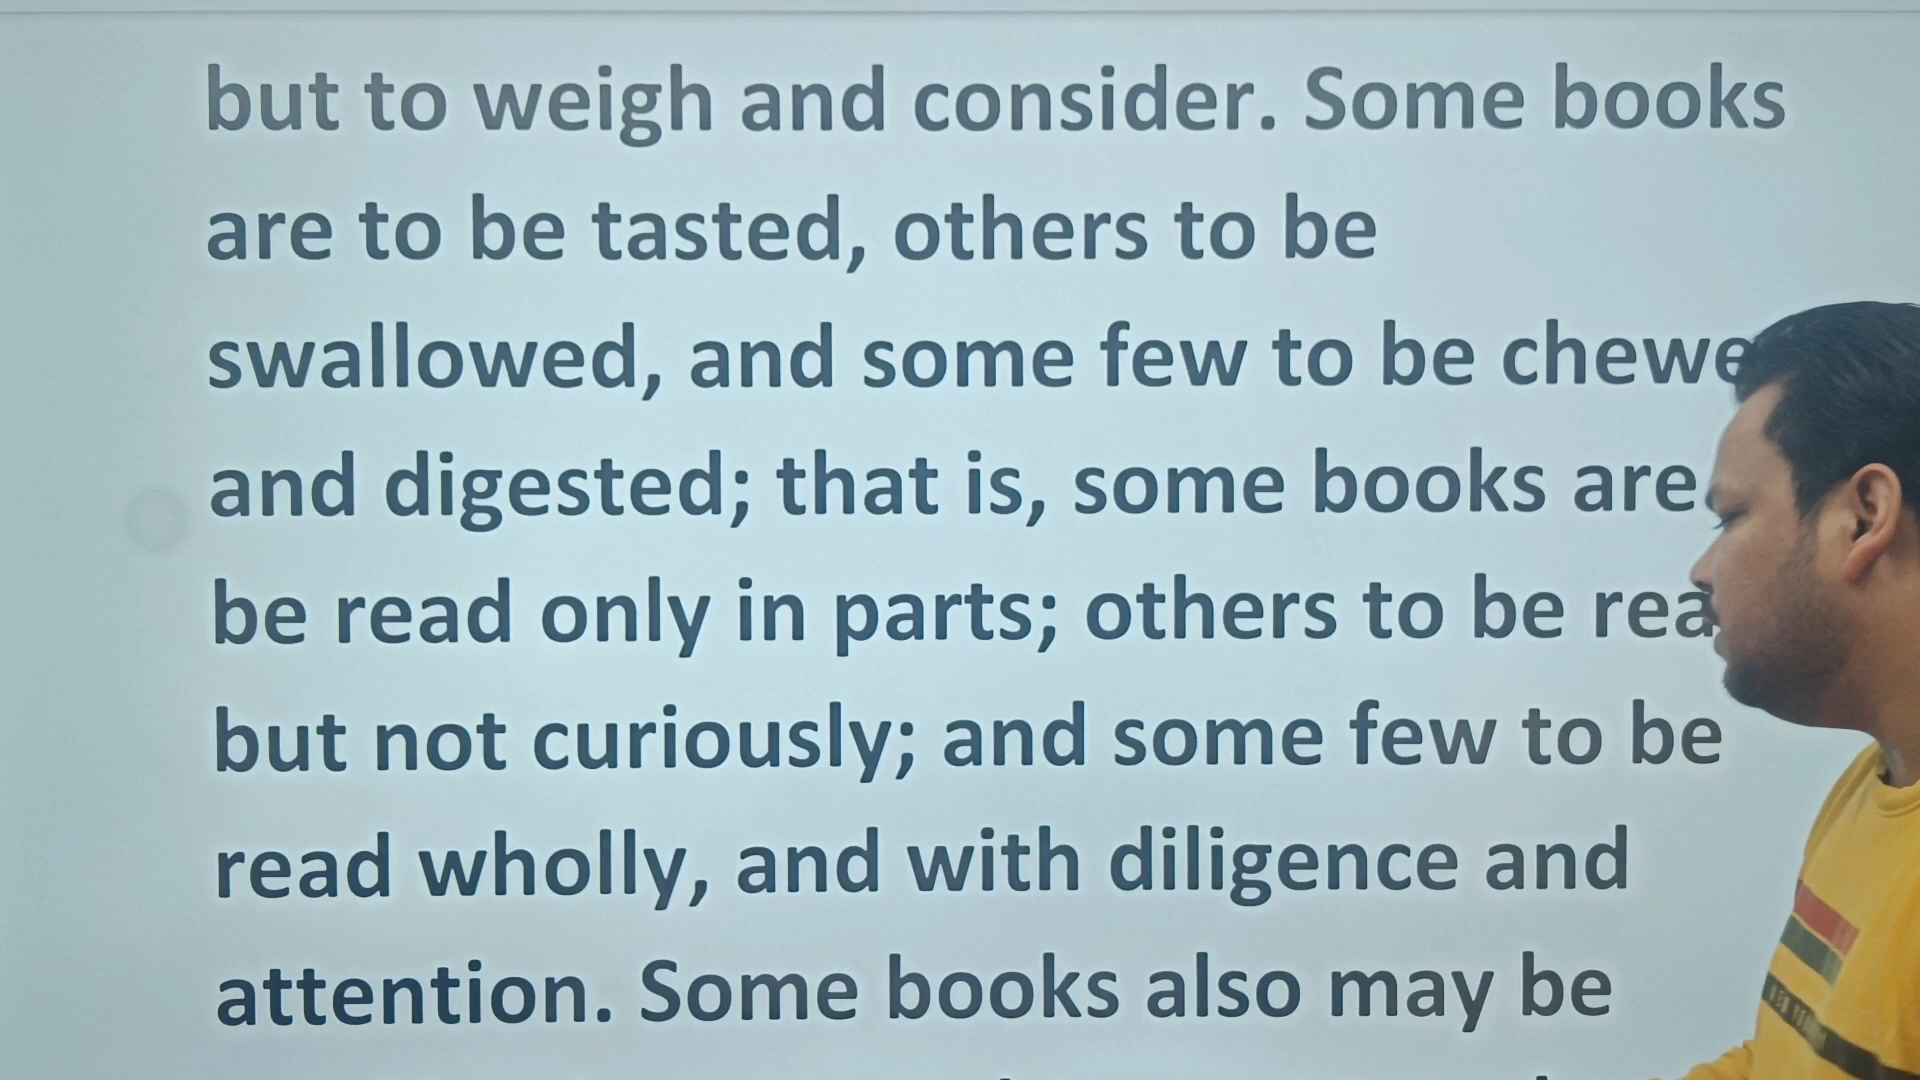 but to weigh and consider. Some books
are to be tasted, others to be
swallowed, and some few to be chewe
and digested; that is, some books are
be read only in parts; others to be rea
but not curiously; and some few to be
read wholly, and with diligence and
attention. Some books also may be